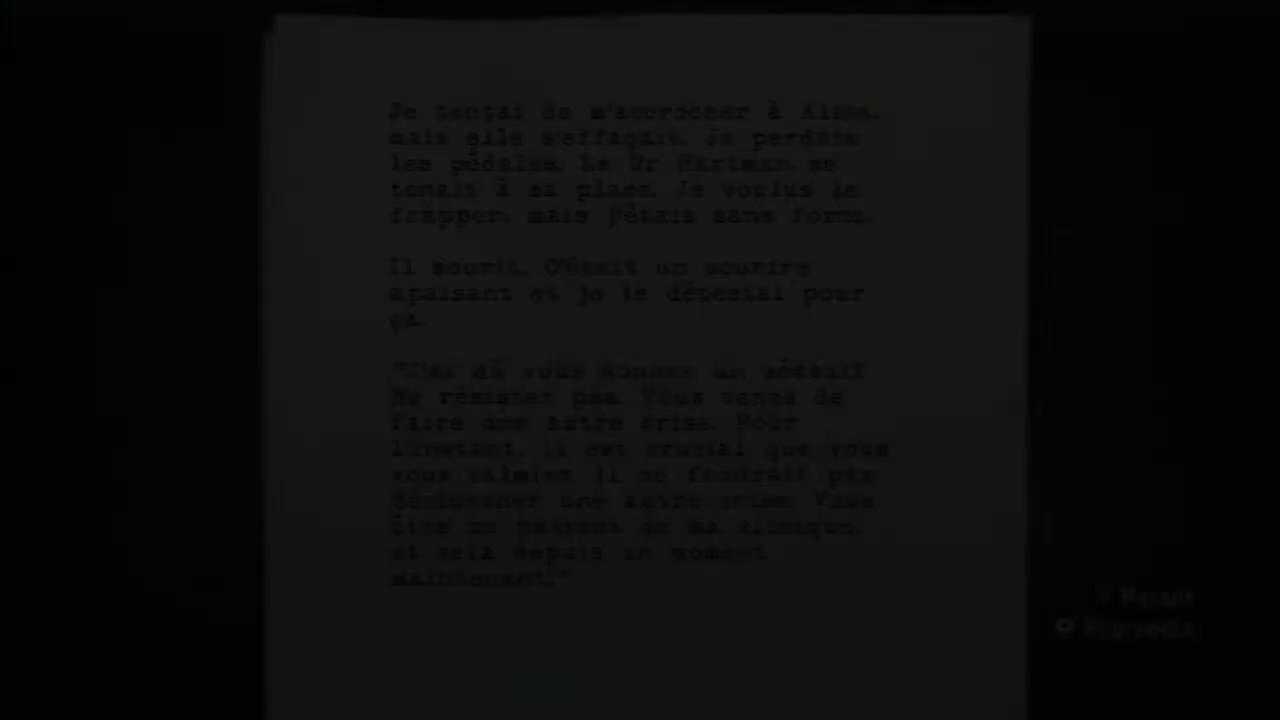 Je tentai de m'accrocher à Alice,
mais elle s'effaçait. Je perdais
les pédales. Le Dr Hartman se
tenait à sa place. Je voulus le
frapper, mais j'étais sans force.
Il sourit. C'était un sourire
apaisant et je le détestai pour
ça.
"J'ai dû vous donner un sédatif
Ne résistez pas. Vous venez de
faire une autre crise. Pour
l'instant, il est crucial que vous
vous calmiez il ne faudrait pas
déclencher une autre crise. Vous
êtes un patient de ma clinique,
et cela depuis un moment
maintenant."
Retour